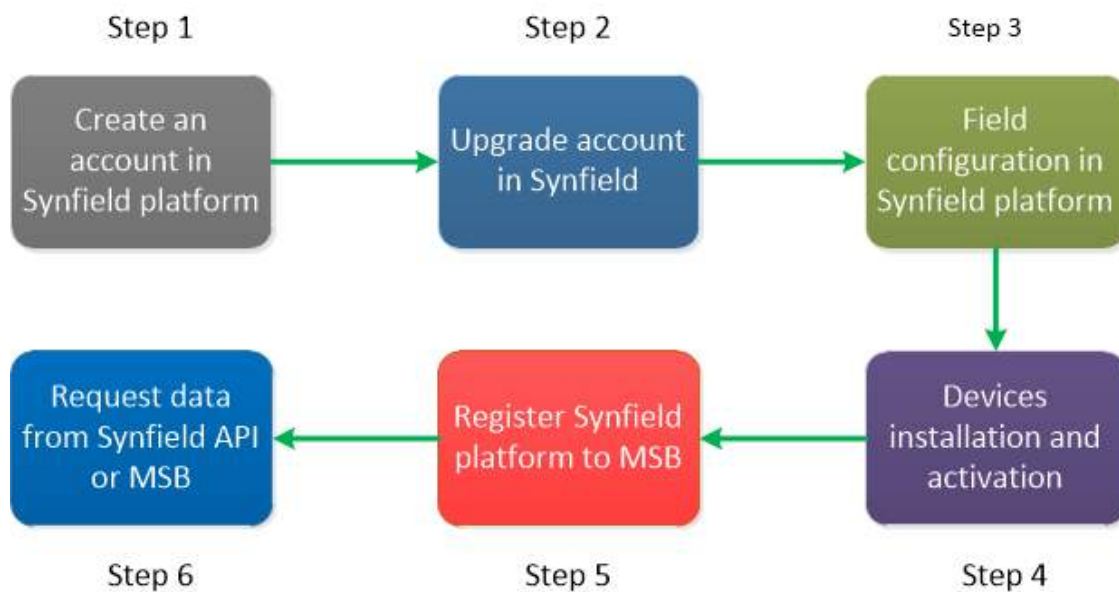 Step 1
Create an
account in
Synfield platform
Step 2
Upgrade account
in Synfield
Step 3
Field
configuration in
Synfield platform
Devices
installation and
activation
Step 4
Register Synfield
platform to MSB
Step 5
Request data
from Synfield API
or MSB
Step 6